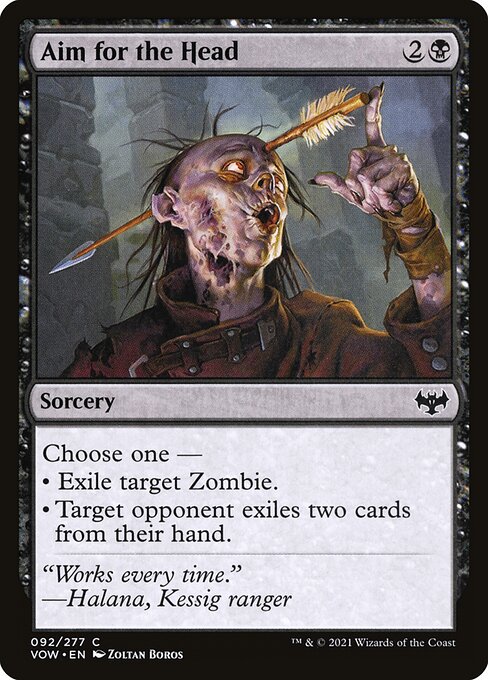 Aim for the Head 2
Sorcery
Choose one —
• Exile target Zombie.
• Target opponent exiles two cards
from their hand.
“Works every time.”
—Halana, Kessig ranger
092/277 C
VOW • EN Zoltan Boros
™ & © 2021 Wizards of the Coast